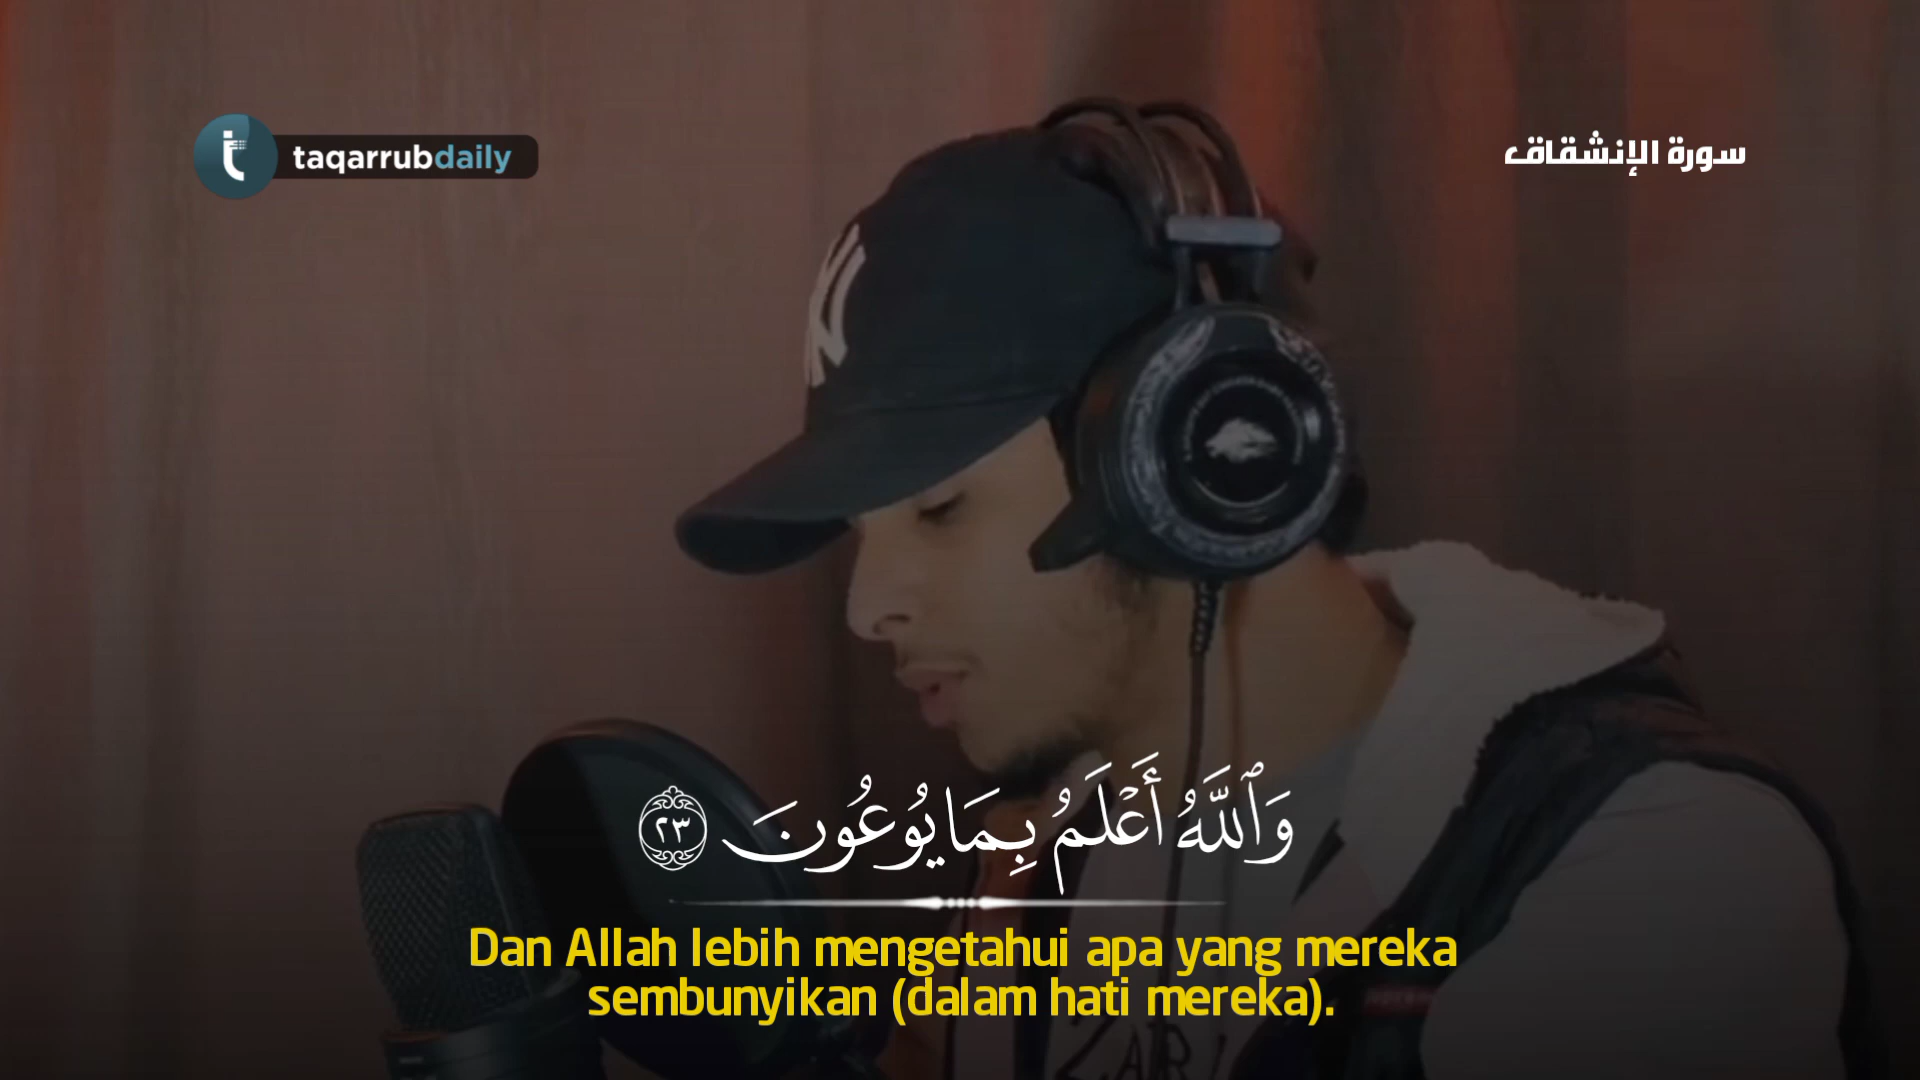 taqarrubdaily
سورة الإنشقاق
وَٱللَّهُ أَعْلَمُ بِمَا يُوعُونَ ٢٣
Dan Allah lebih mengetahui apa yang mereka
sembunyikan (dalam hati mereka).